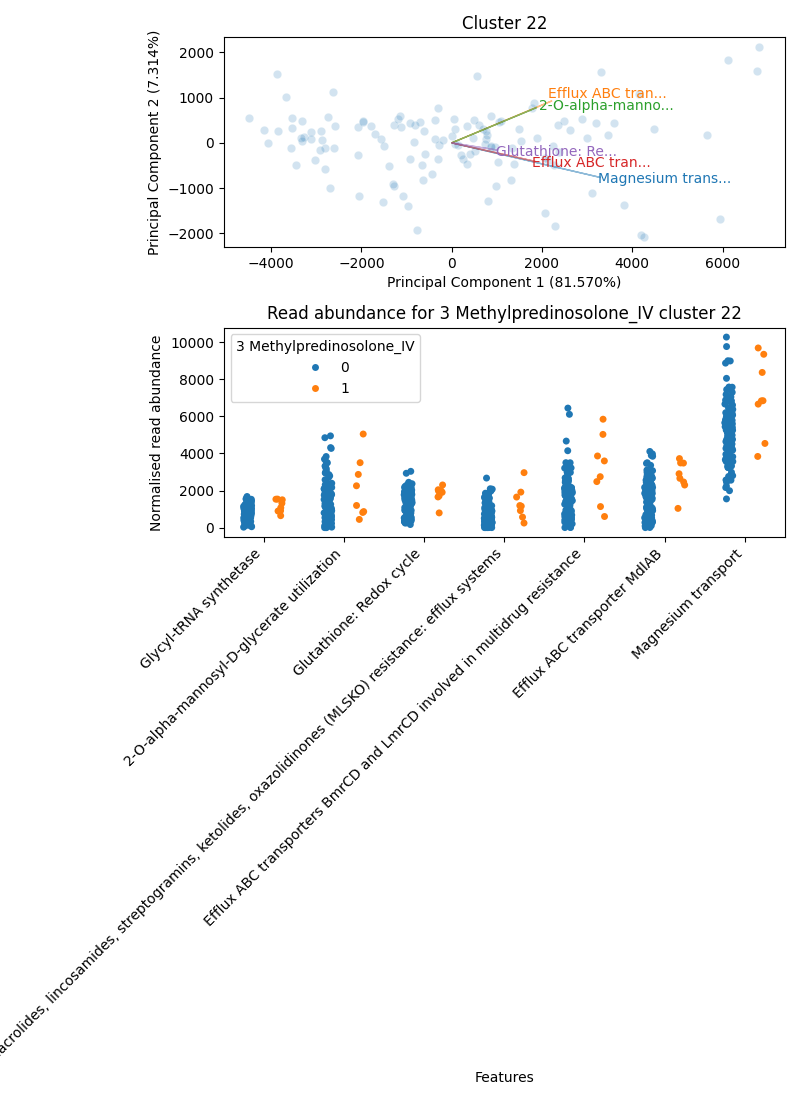 Cluster 22
Principal Component 2 (7.314%)
2000
1000
0
−1000
−2000
Efflux ABC tran...
2-O-alpha-manno...
Glutathione: Re...
Efflux ABC tran...
Magnesium trans...
−4000
−2000
0
2000
4000
6000
Principal Component 1 (81.570%)
Read abundance for 3 Methylpredinosolone_IV cluster 22
Normalised read abundance
10000
8000
6000
4000
2000
0
3 Methylpredinosolone_IV
0
1
Glycyl-tRNA synthetase
2-O-alpha-mannosyl-D-glycerate utilization
Glutathione: Redox cycle
acrolides, lincosamides, streptogramins, ketolides, oxazolidinones (MLSKO) resistance: efflux systems
Efflux ABC transporters BmrCD and LmrCD involved in multidrug resistance
Efflux ABC transporter MdlAB
Magnesium transport
Features